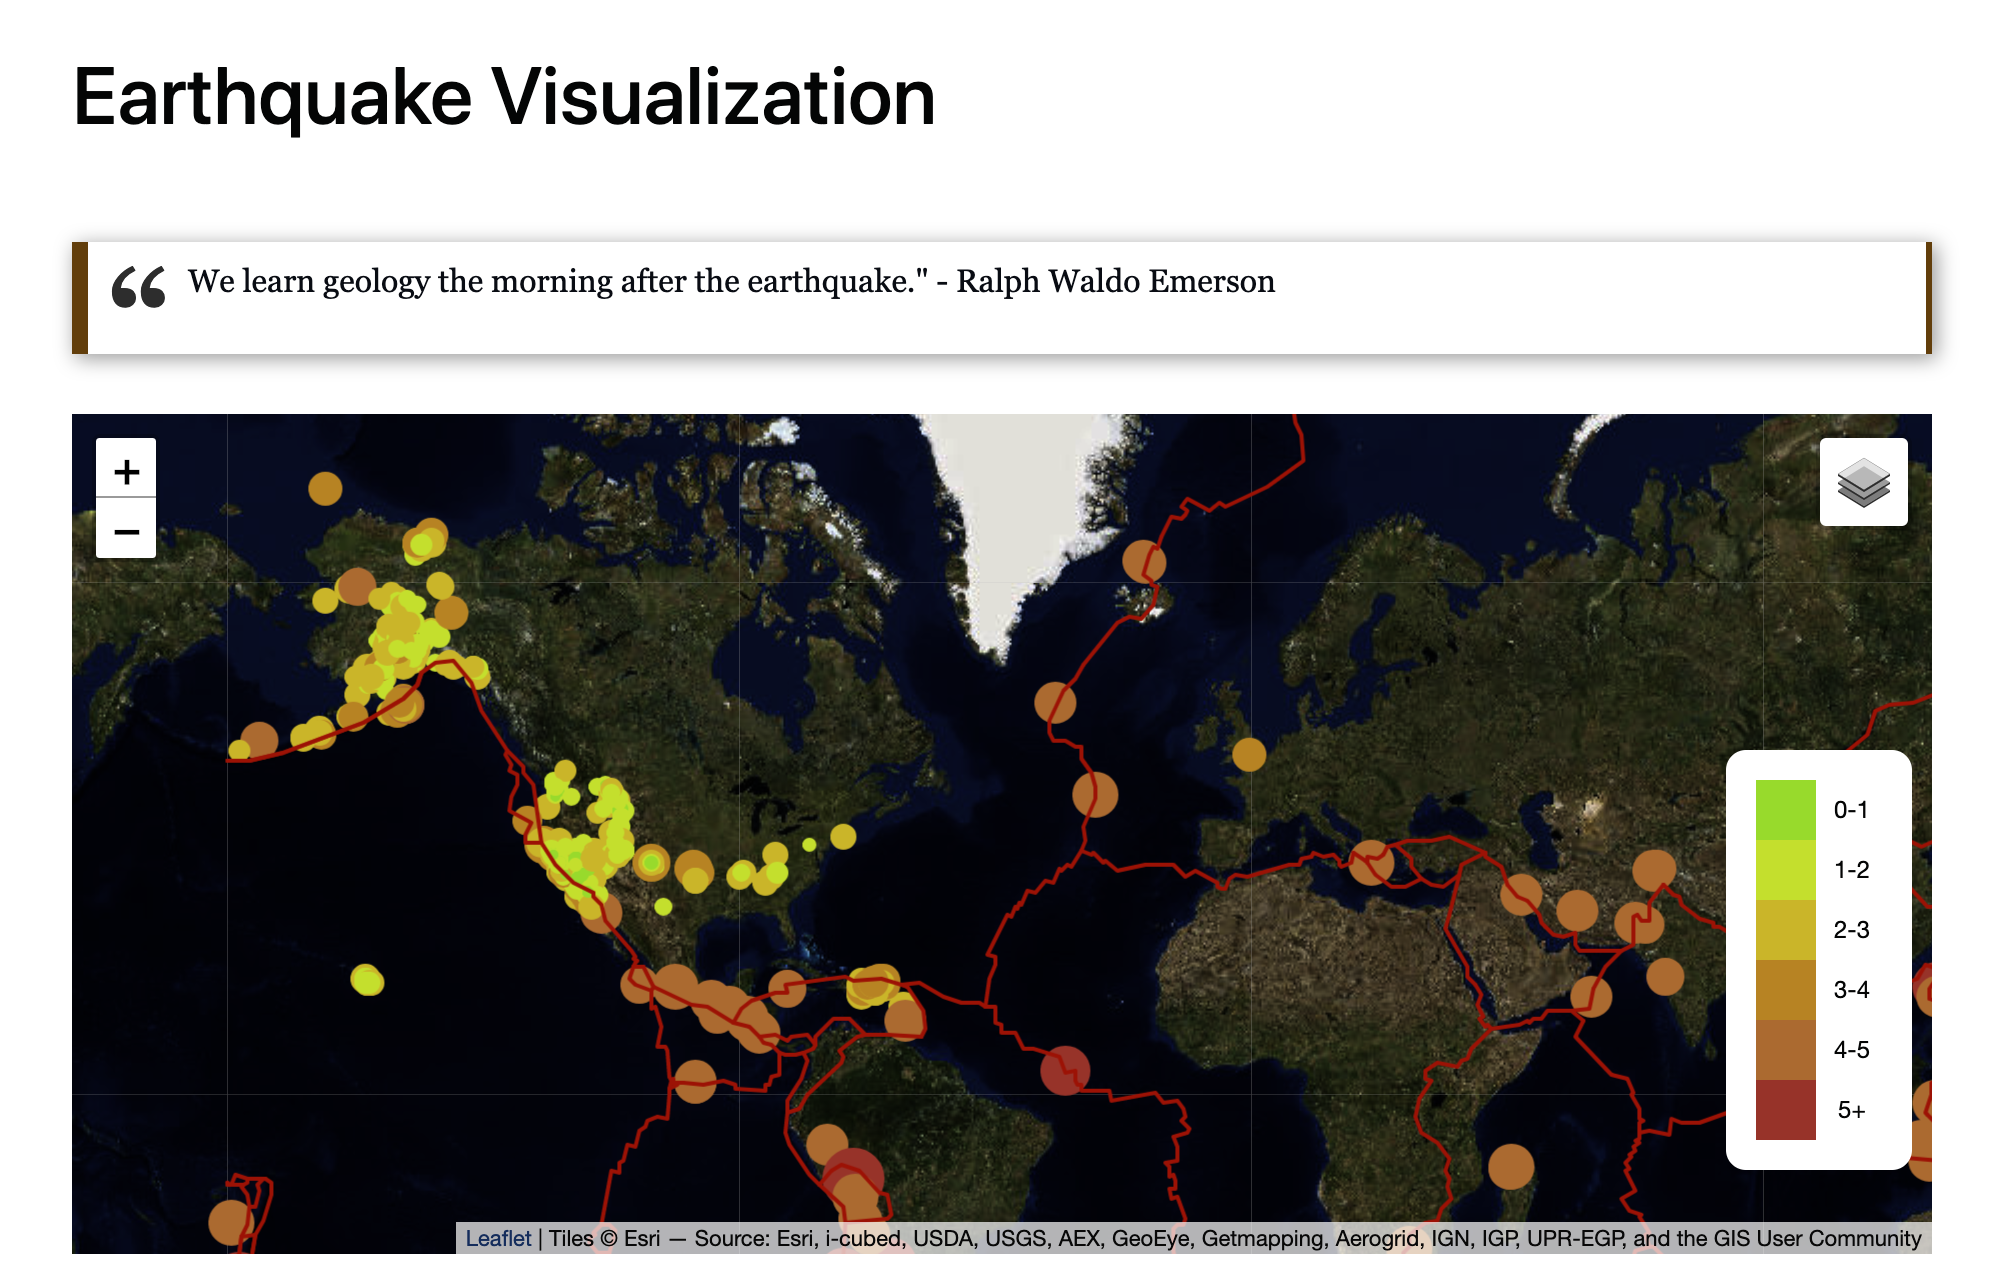 Earthquake Visualization
“ We learn geology the morning after the earthquake." - Ralph Waldo Emerson
+
−
0-1
1-2
2-3
3-4
4-5
5+
Leaflet | Tiles © Esri — Source: Esri, i-cubed, USDA, USGS, AEX, GeoEye, Getmapping, Aerogrid, IGN, IGP, UPR-EGP, and the GIS User Community